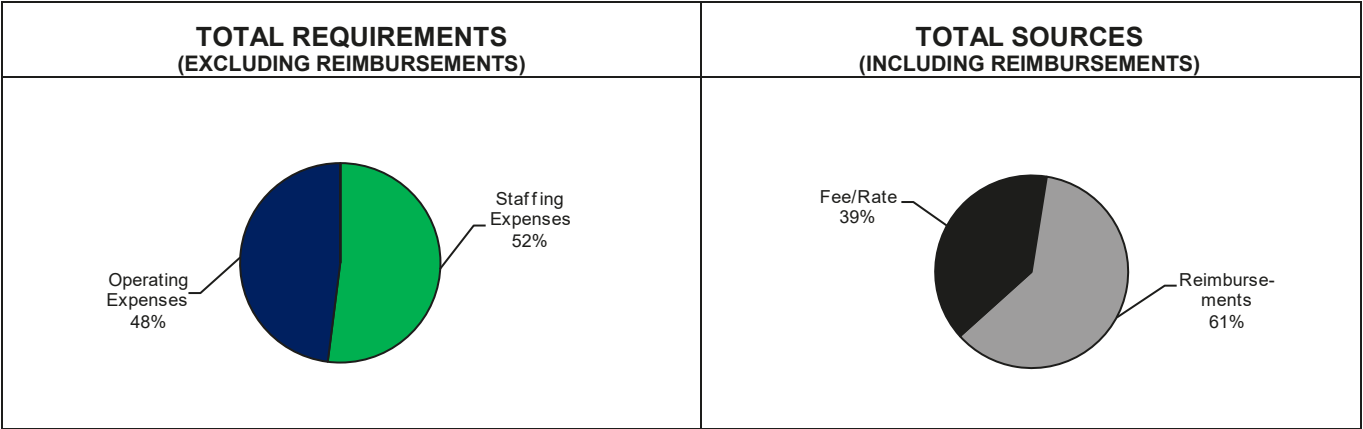 TOTAL REQUIREMENTS
(EXCLUDING REIMBURSEMENTS)
Staffing
Expenses
52%
Operating
Expenses
48%
TOTAL SOURCES
(INCLUDING REIMBURSEMENTS)
Fee/Rate
39%
Reimburse-
ments
61%